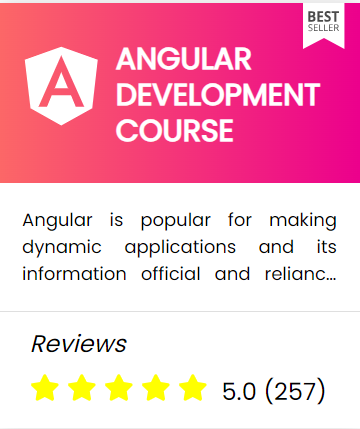 BEST
SELLER
ANGULAR
DEVELOPMENT
COURSE
Angular is popular for making
dynamic applications and its
information official and relianc...
Reviews
5.0 (257)